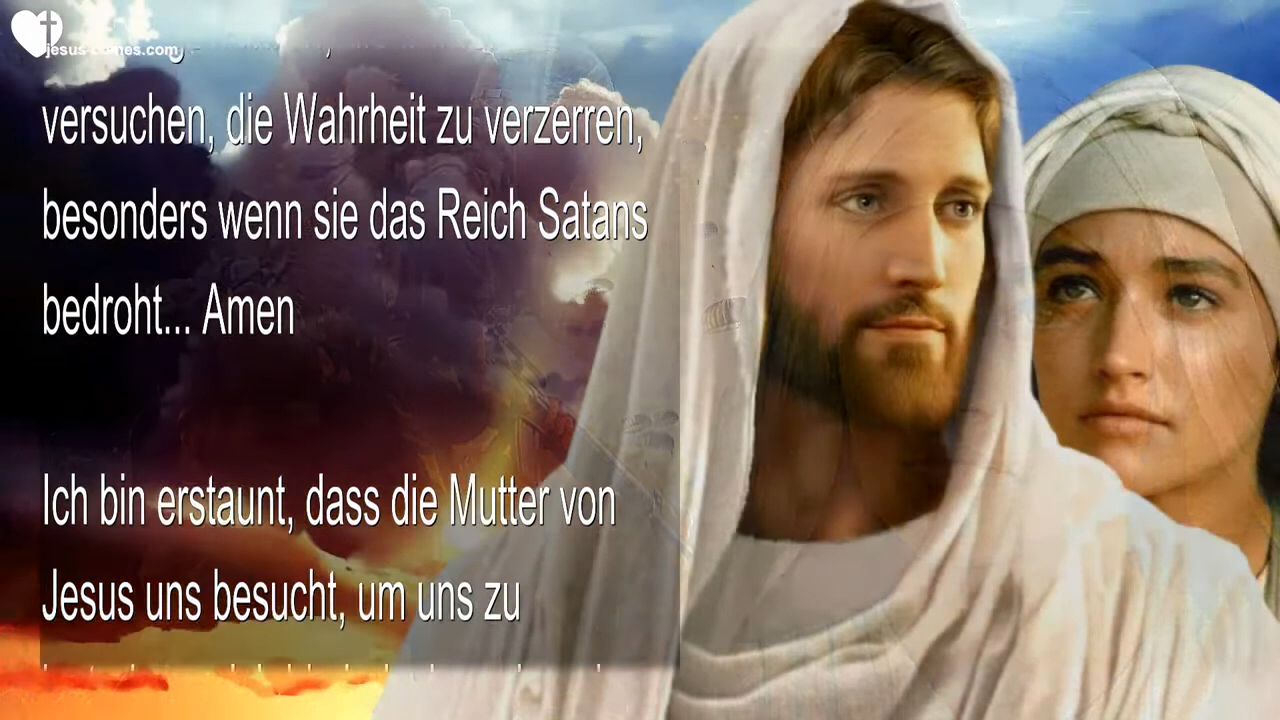 jesus-comes.com
versuchen, die Wahrheit zu verzerren,
besonders wenn sie das Reich Satans
bedroht... Amen
Ich bin erstaunt, dass die Mutter von
Jesus uns besucht, um uns zu